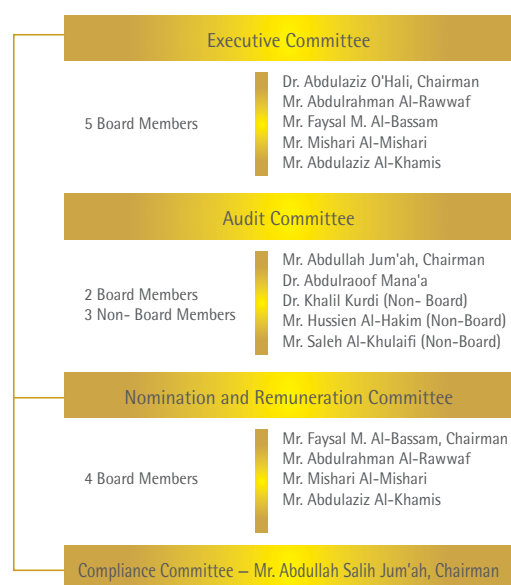 Executive Committee
5 Board Members
Dr. Abdulaziz O'Hali, Chairman
Mr. Abdulrahman Al-Rawwaf
Mr. Faysal M. Al-Bassam
Mr. Mishari Al-Mishari
Mr. Abdulaziz Al-Khamis
Audit Committee
2 Board Members
3 Non- Board Members
Mr. Abdullah Jum'ah, Chairman
Dr. Abdulraoof Mana'a
Dr. Khalil Kurdi (Non- Board)
Mr. Hussien Al-Hakim (Non-Board)
Mr. Saleh Al-Khulaifi (Non-Board)
Nomination and Remuneration Committee
4 Board Members
Mr. Faysal M. Al-Bassam, Chairman
Mr. Abdulrahman Al-Rawwaf
Mr. Mishari Al-Mishari
Mr. Abdulaziz Al-Khamis
Compliance Committee – Mr. Abdullah Salih Jum'ah, Chairman